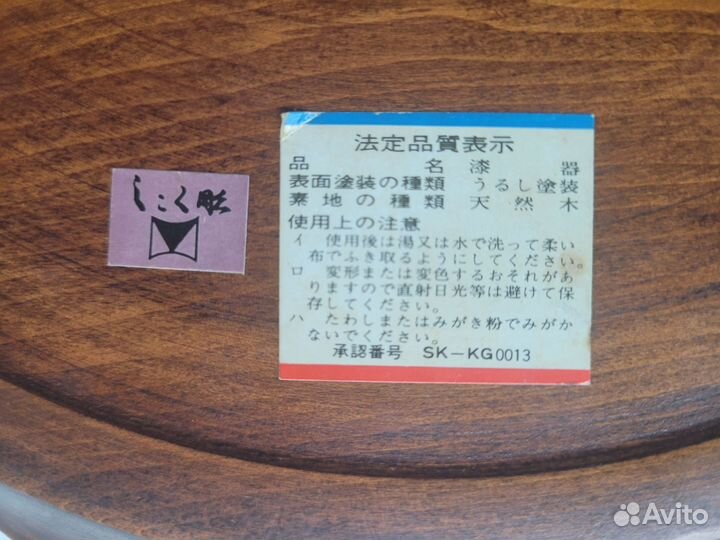 しこく彫
法定品質表示
品名 漆器
表面塗装の種類 うるし塗装
素地の種類 天然木
使用上の注意
イ 使用後は湯又は水で洗って柔い
布でふき取るようにしてください。
ロ 変形または変色するおそれがあ
りますので直射日光等は避けて保
存してください。
ハ たわしまたはみがき粉でみがか
ないでください。
承認番号 SK-KG0013
Avito